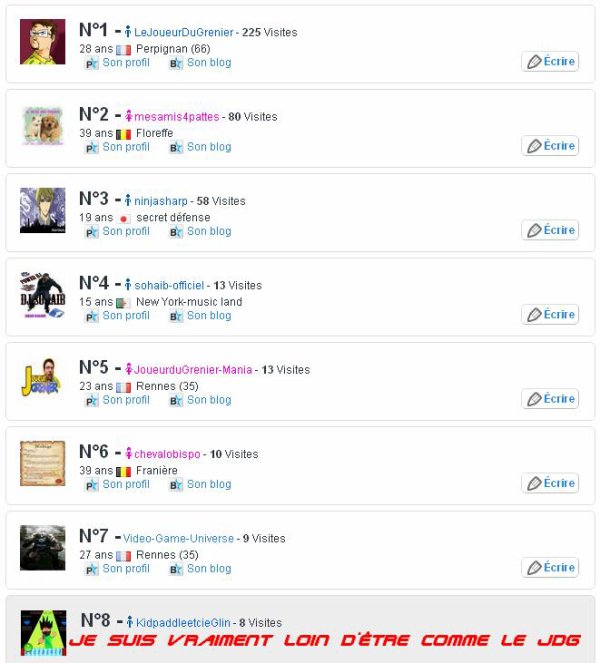 N°1 - LeJoueurDuGrenier - 225 Visites
28 ans Perpignan (66)
Son profil Son blog
Écrire
N°2 - mesamis4pattes - 80 Visites
39 ans Floreffe
Son profil Son blog
Écrire
N°3 - ninjasharp - 58 Visites
19 ans secret défense
Son profil Son blog
Écrire
N°4 - sohaib-officiel - 13 Visites
15 ans New York-music land
Son profil Son blog
Écrire
N°5 - JoueurduGrenier-Mania - 13 Visites
23 ans Rennes (35)
Son profil Son blog
Écrire
N°6 - chevalobispo - 10 Visites
39 ans Franière
Son profil Son blog
Écrire
N°7 - Video-Game-Universe - 9 Visites
27 ans Rennes (35)
Son profil Son blog
Écrire
N°8 - KidpaddleetcieGlin - 8 Visites
JE SUIS VRAIMENT LOIN D'ÊTRE COMME LE JDG